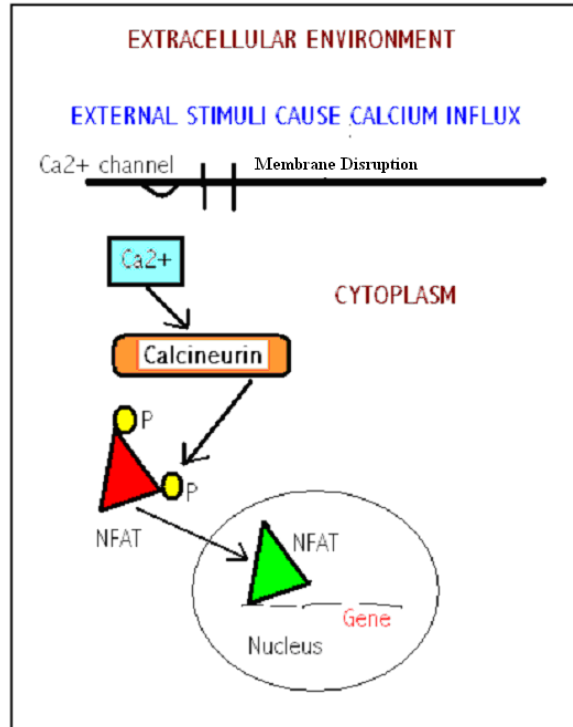 EXTRACELLULAR ENVIRONMENT
EXTERNAL STIMULI CAUSE CALCIUM INFLUX
Ca2+ channel
Membrane Disruption
Ca2+
CYTOPLASM
Calcineurin
P
P
NFAT
NFAT
Gene
Nucleus